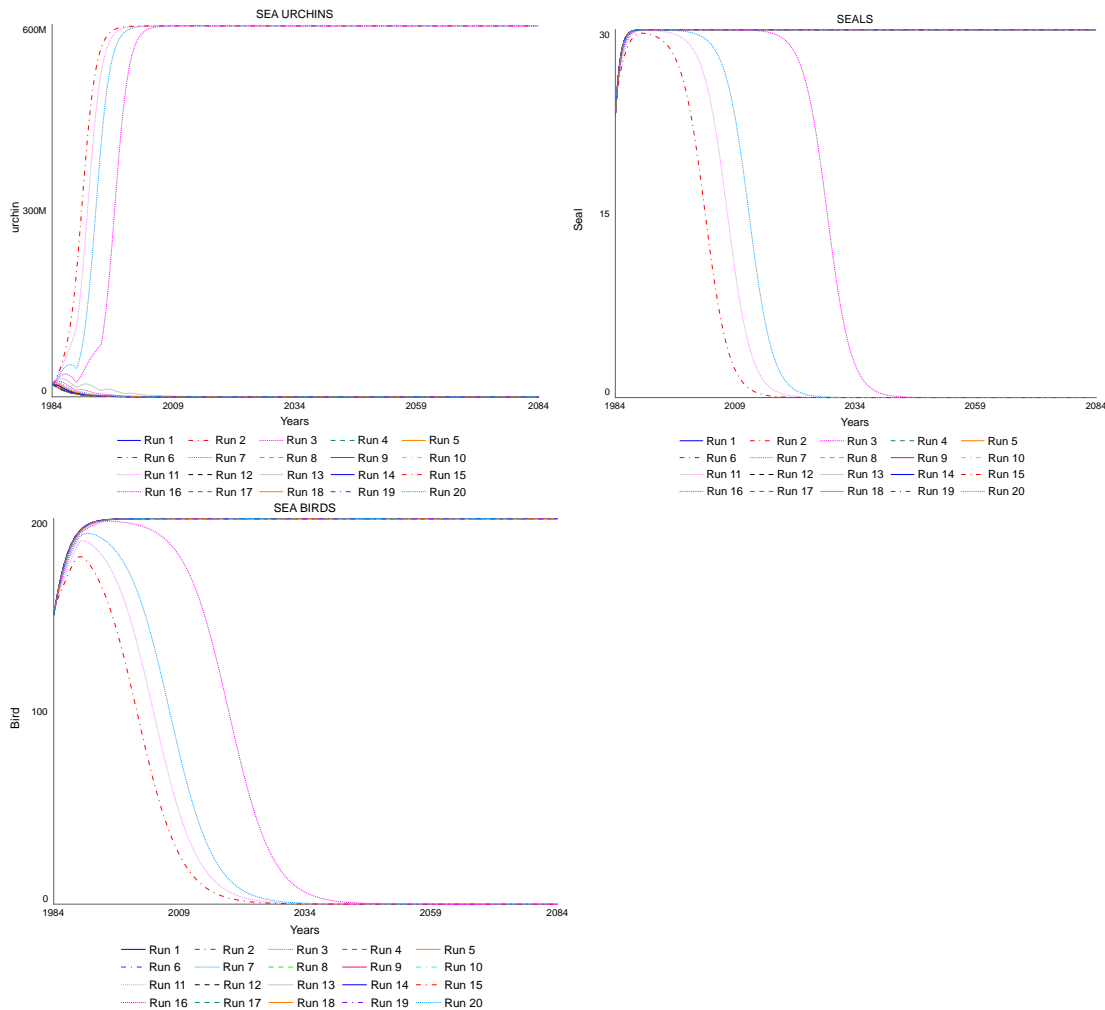 SEA URCHINS
600M
300M
0
urchin
1984 2009 2034 2059 2084
Years
Run 1 Run 2 Run 3 Run 4 Run 5
Run 6 Run 7 Run 8 Run 9 Run 10
Run 11 Run 12 Run 13 Run 14 Run 15
Run 16 Run 17 Run 18 Run 19 Run 20
SEALS
30
15
0
Seal
1984 2009 2034 2059 2084
Years
Run 1 Run 2 Run 3 Run 4 Run 5
Run 6 Run 7 Run 8 Run 9 Run 10
Run 11 Run 12 Run 13 Run 14 Run 15
Run 16 Run 17 Run 18 Run 19 Run 20
SEA BIRDS
200
100
0
Bird
1984 2009 2034 2059 2084
Years
Run 1 Run 2 Run 3 Run 4 Run 5
Run 6 Run 7 Run 8 Run 9 Run 10
Run 11 Run 12 Run 13 Run 14 Run 15
Run 16 Run 17 Run 18 Run 19 Run 20